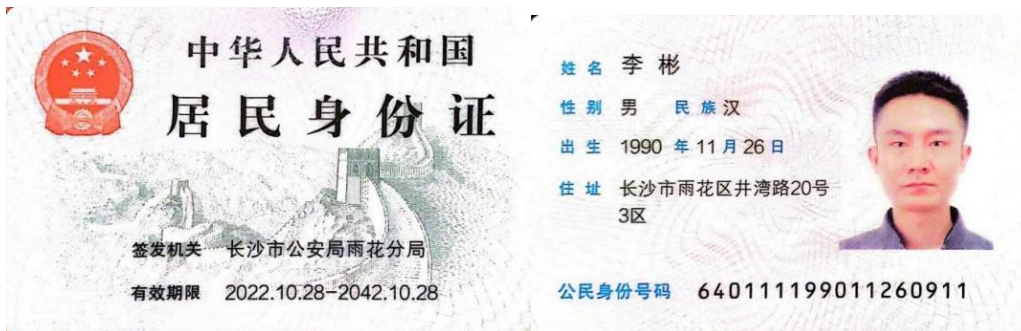 中华人民共和国
居民身份证
签发机关 长沙市公安局雨花分局
有效期限 2022.10.28-2042.10.28
姓名 李彬
性别 男 民族 汉
出生 1990 年 11 月 26 日
住址 长沙市雨花区井湾路20号
3区
公民身份号码 640111199011260911